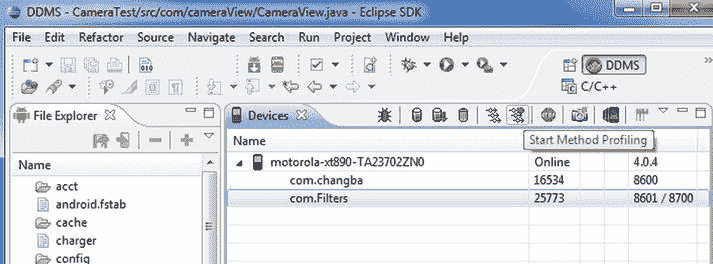 DDMS - CameraTest/src/com/cameraView/CameraView.java - Eclipse SDK
File Edit Refactor Source Navigate Search Run Project Window Help
DDMS
C/C++
File Explorer
Devices
Start Method Profiling
Name
Name
motorola-xt890-TA23702ZN0 Online 4.0.4
com.changba 16534 8600
com.Filters 25773 8601 / 8700
acct
android.fstab
cache
charger
config